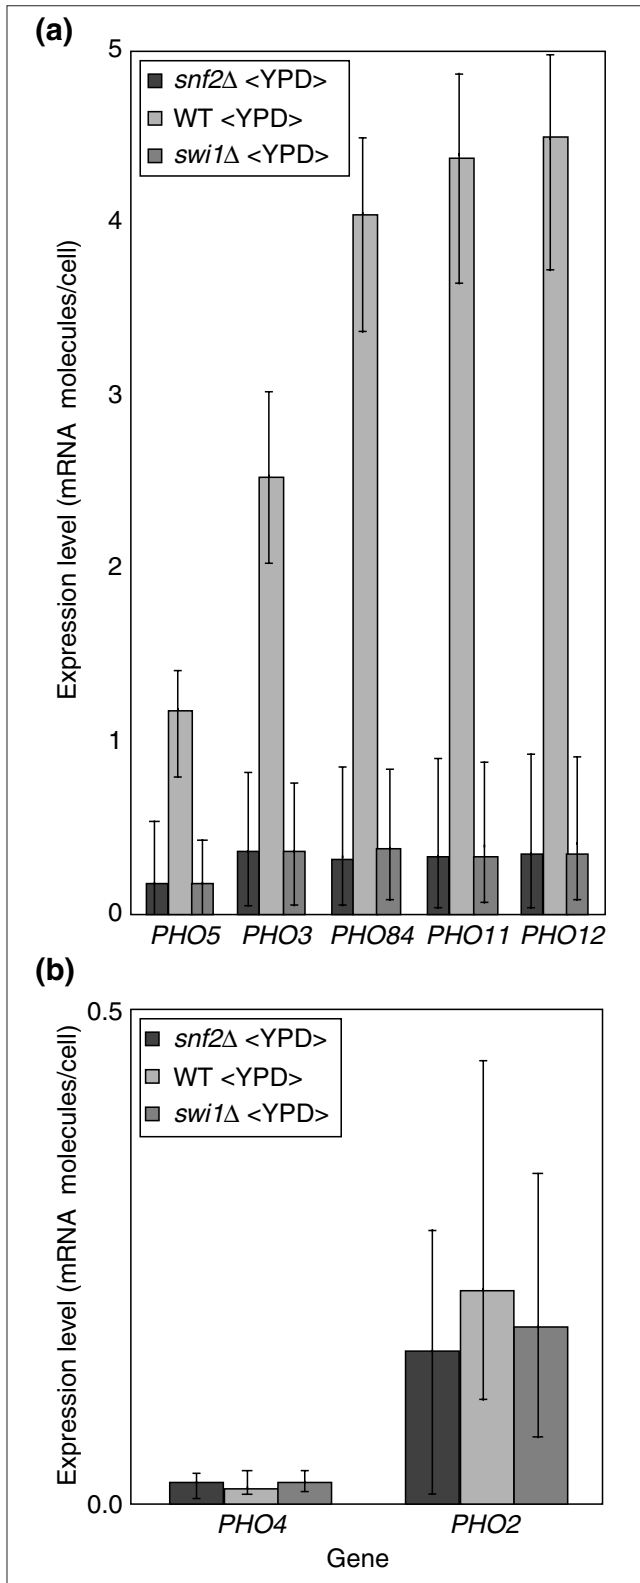 (a)
5
4
3
2
1
0
Expression level (mRNA molecules/cell)
snf2Δ <YPD>
WT <YPD>
swi1Δ <YPD>
PHO5 PHO3 PHO84 PHO11 PHO12
(b)
0.5
0.0
Expression level (mRNA molecules/cell)
snf2Δ <YPD>
WT <YPD>
swi1Δ <YPD>
PHO4 PHO2
Gene